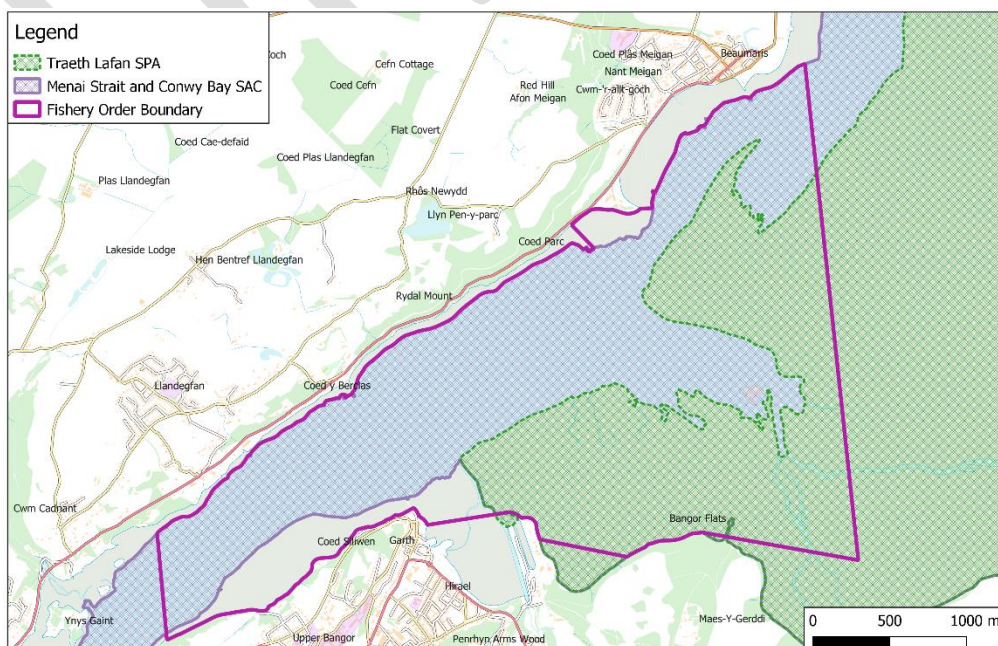 Legend
Traeth Lafan SPA
Menai Strait and Conwy Bay SAC
Fishery Order Boundary
och
Cefn Cottage
Coed Cefn
Coed Plâs Meigan
Beaumaris
Nant Meigan
Red Hill
Cwm-'r-allt-gôch
Afon Meigan
Flat Covert
Coed Cae-defaid
Coed Plas Llandegfan
Plas Llandegfan
Rhôs Newydd
Llyn Pen-y-parc
Coed Parc
Lakeside Lodge
Hen Bentref Llandegfan
Rydal Mount
Llandegfan
Coed y Berclas
Cwm Cadnant
Bangor Flats
Coed Siliwen
Garth
Hirael
Ynys Gaint
Upper Bangor
Penrhyn Arms Wood
Maes-Y-Gerddi
0 500 1000 m